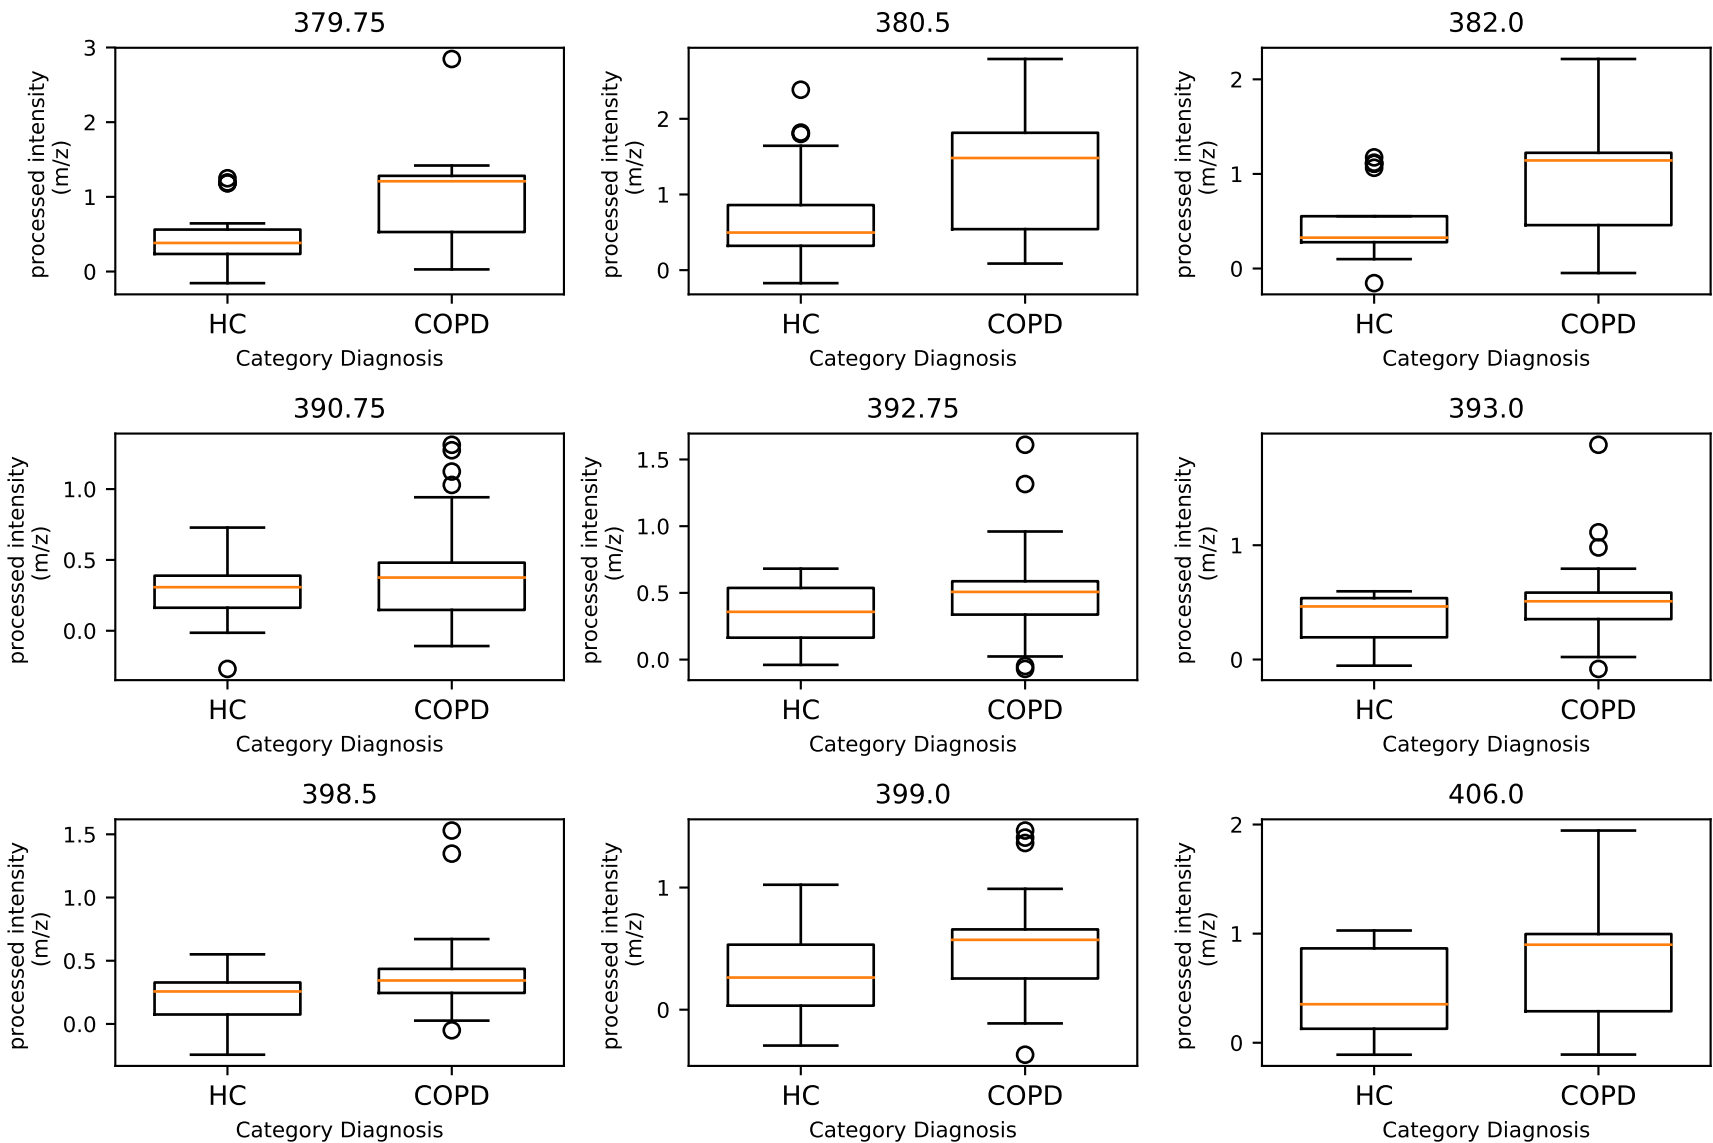 379.75
processed intensity
(m/z)
3
2
1
0
HC COPD
Category Diagnosis
380.5
processed intensity
(m/z)
2
1
0
HC COPD
Category Diagnosis
382.0
processed intensity
(m/z)
2
1
0
HC COPD
Category Diagnosis
390.75
processed intensity
(m/z)
1.0
0.5
0.0
HC COPD
Category Diagnosis
392.75
processed intensity
(m/z)
1.5
1.0
0.5
0.0
HC COPD
Category Diagnosis
393.0
processed intensity
(m/z)
1
0
HC COPD
Category Diagnosis
398.5
processed intensity
(m/z)
1.5
1.0
0.5
0.0
HC COPD
Category Diagnosis
399.0
processed intensity
(m/z)
1
0
HC COPD
Category Diagnosis
406.0
processed intensity
(m/z)
2
1
0
HC COPD
Category Diagnosis